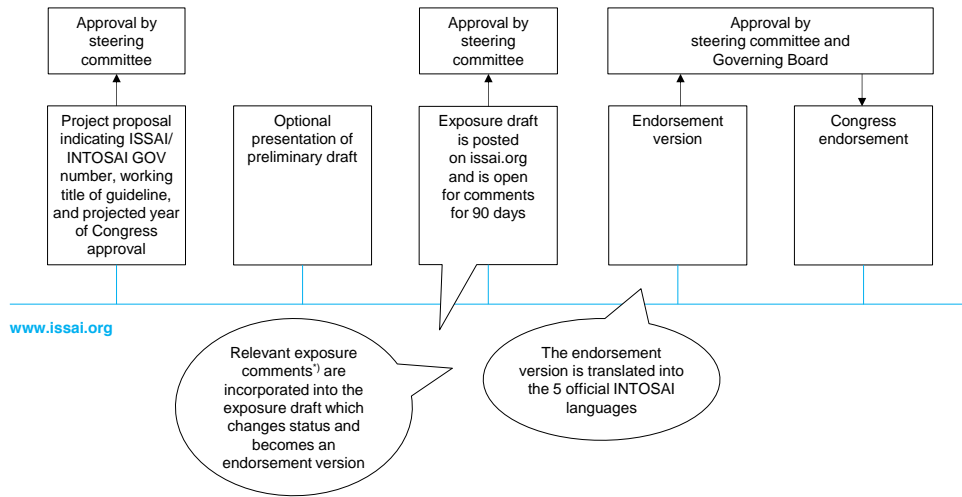 Approval by
steering
committee
Approval by
steering
committee
Approval by
steering committee and
Governing Board
Project proposal
indicating ISSAI/
INTOSAI GOV
number, working
title of guideline,
and projected year
of Congress
approval
Optional
presentation of
preliminary draft
Exposure draft
is posted
on issai.org
and is open
for comments
for 90 days
Endorsement
version
Congress
endorsement
www.issai.org
Relevant exposure
comments*) are
incorporated into the
exposure draft which
changes status and
becomes an
endorsement version
The endorsement
version is translated into
the 5 official INTOSAI
languages